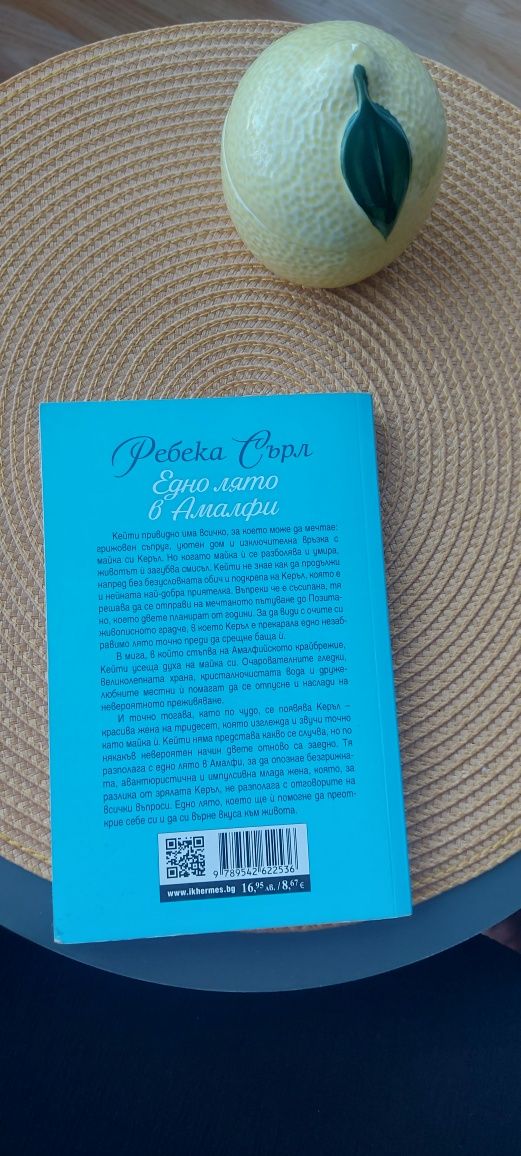 Ребека Сърл
Едно лято
в Амалфи
Кейти привидно има всичко, за което може да мечтае:
грижовен съпруг, уютен дом и изключителна връзка с
майка си Керъл. Но когато майка ѝ се разболява и умира,
животът ѝ загубва смисъл. Кейти не знае как да продължи
напред без безусловната обич и подкрепа на Керъл, която е
и нейната най-добра приятелка. Въпреки че е съсипана, тя
решава да се отправи на мечтаното пътуване до Позита-
но, което двете планират от години. За да види с очите си
живописното градче, в което Керъл е прекарала едно незаб-
равимо лято точно преди да срещне баща ѝ.
В мига, в който стъпва на Амалфийското крайбрежие,
Кейти усеща духа на майка си. Очарователните гледки,
великолепната храна, кристалночистата вода и друже-
любните местни ѝ помагат да се отпусне и наслади на
невероятното преживяване.
И точно тогава, като по чудо, се появява Керъл –
красива жена на тридесет, която изглежда и звучи точно
като майка ѝ. Кейти няма представа какво се случва, но по
някакъв невероятен начин двете отново са заедно. Тя
разполага с едно лято в Амалфи, за да опознае безгрижна-
та, авантюристична и импулсивна млада жена, която, за
разлика от зрялата Керъл, не разполага с отговорите на
всички въпроси. Едно лято, което ще ѝ помогне да преот-
крие себе си и да си върне вкуса към живота.
9 789542 622536
www.ikhermes.bg 16,95 лв. / 8,67 €